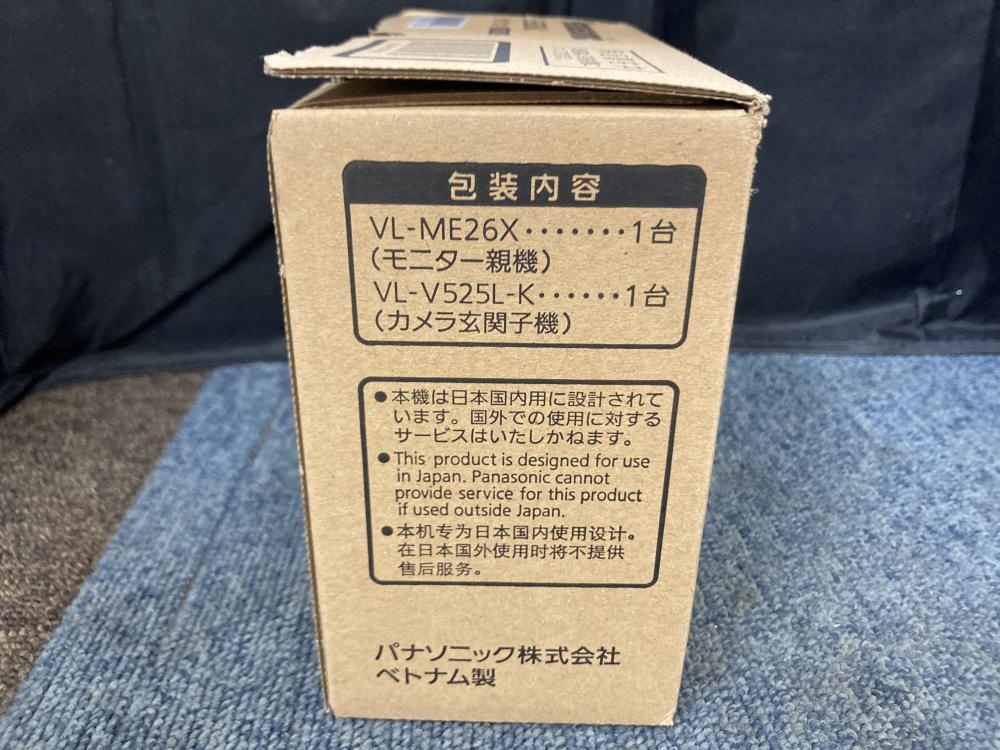 包装内容
VL-ME26X・・・・・・・1台
(モニター親機)
VL-V525L-K・・・・・・1台
(カメラ玄関子機)
●本機は日本国内用に設計されて
います。国外での使用に対する
サービスはいたしかねます。
●This product is designed for use
in Japan. Panasonic cannot
provide service for this product
if used outside Japan.
●本机专为日本国内使用设计。
在日本国外使用时将不提供
售后服务。
パナソニック株式会社
ベトナム製